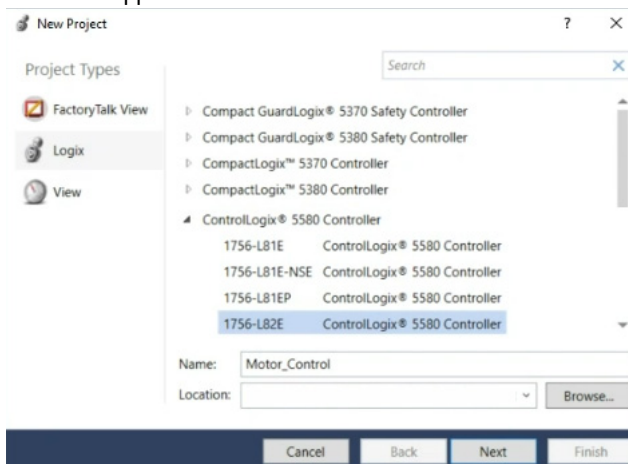 New Project
?
Project Types
Search
FactoryTalk View
Logix
View
Compact GuardLogix® 5370 Safety Controller
Compact GuardLogix® 5380 Safety Controller
CompactLogix™ 5370 Controller
CompactLogix™ 5380 Controller
ControlLogix® 5580 Controller
1756-L81E ControlLogix® 5580 Controller
1756-L81E-NSE ControlLogix® 5580 Controller
1756-L81EP ControlLogix® 5580 Controller
1756-L82E ControlLogix® 5580 Controller
Name: Motor_Control
Location: Browse...
Cancel Back Next Finish